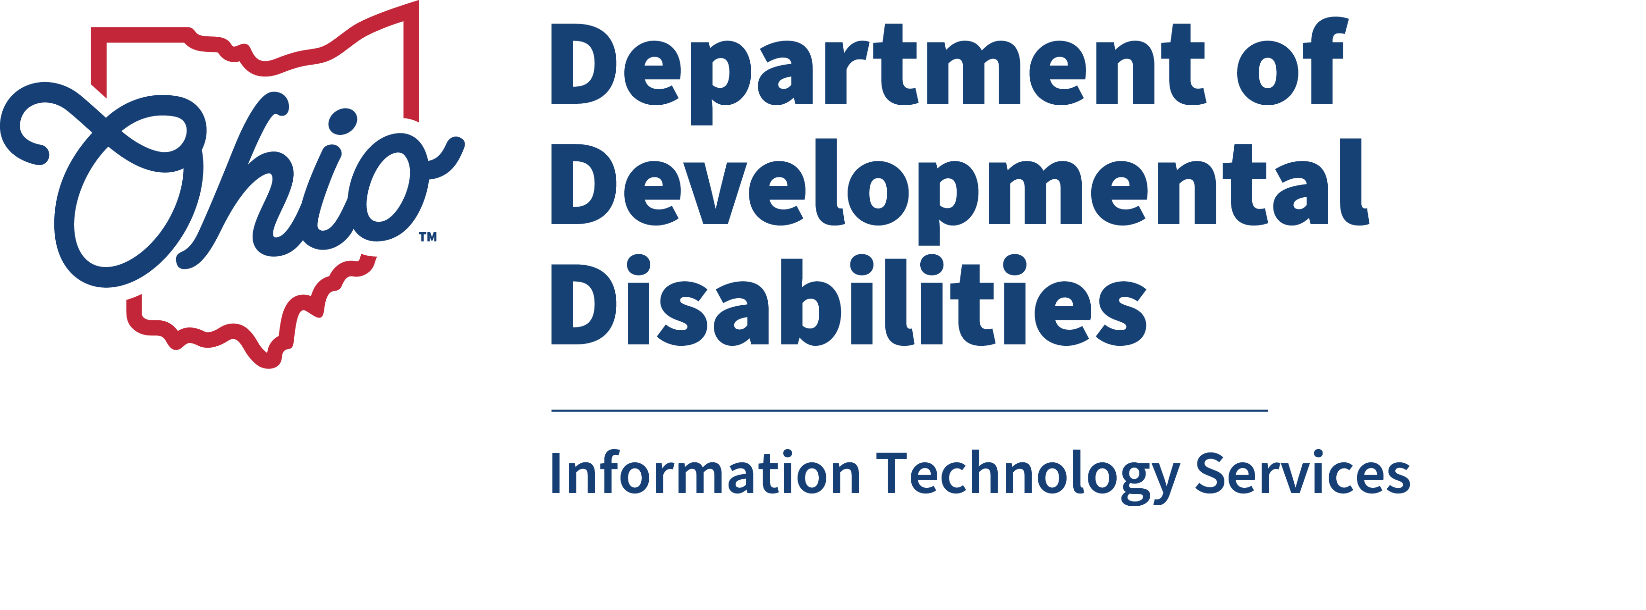 Ohio™
Department of
Developmental
Disabilities
Information Technology Services